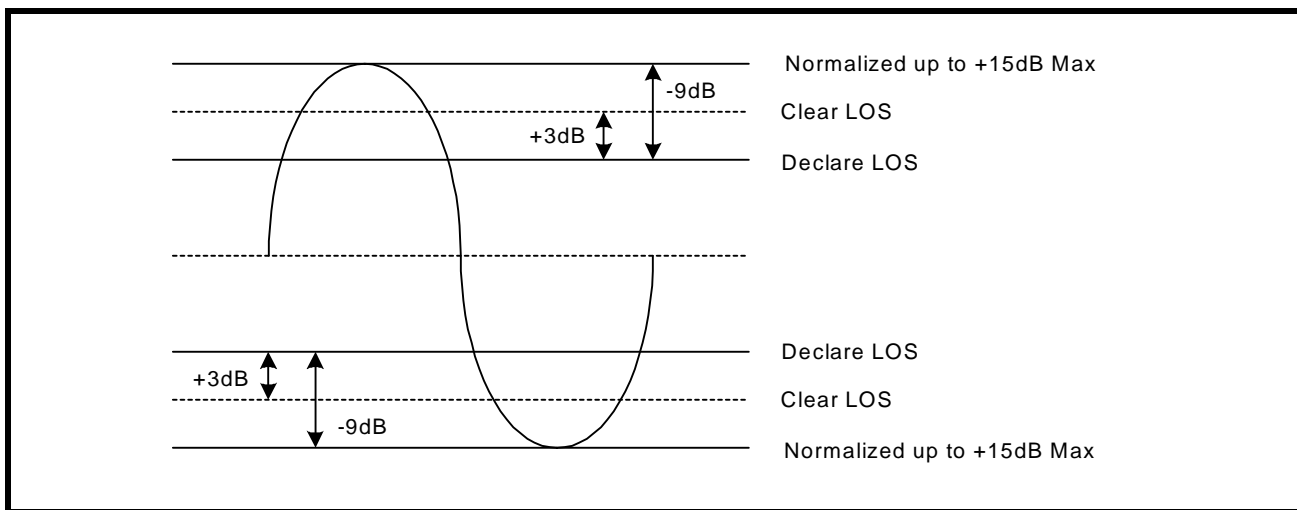 Normalized up to +15dB Max
-9dB
Clear LOS
+3dB
Declare LOS
Declare LOS
+3dB
Clear LOS
-9dB
Normalized up to +15dB Max